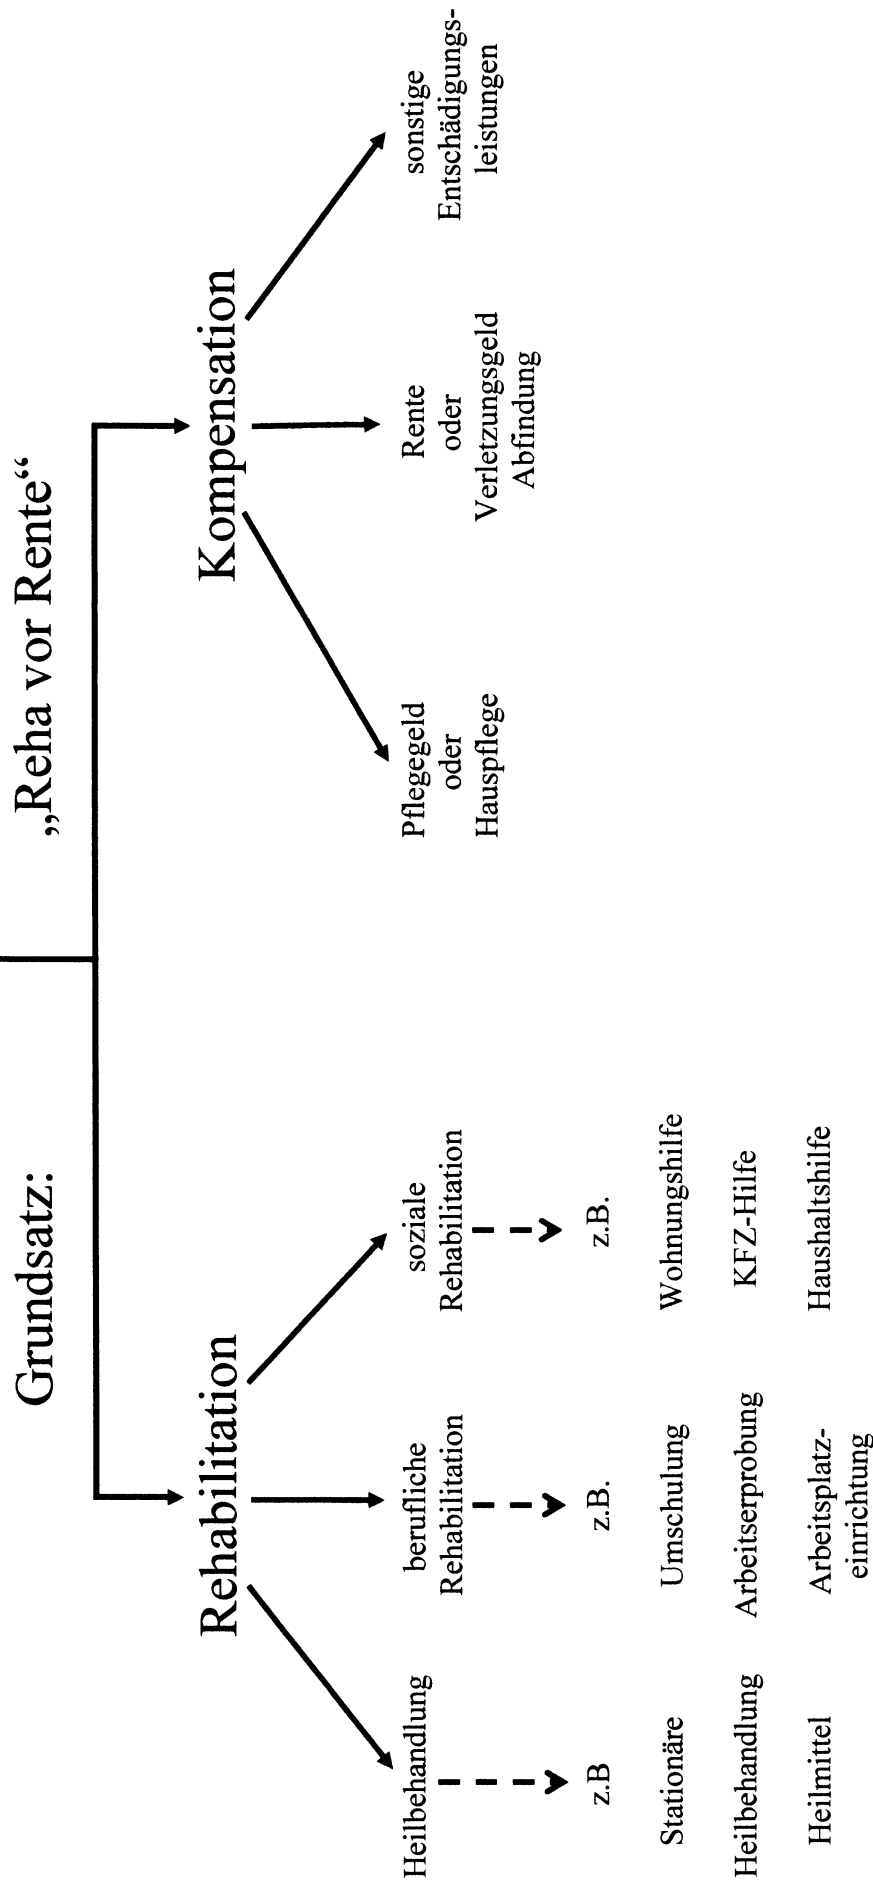 Grundsatz: „Reha vor Rente“
Rehabilitation
Kompensation
Heilbehandlung
berufliche
Rehabilitation
soziale
Rehabilitation
Pflegegeld
oder
Hauspflege
Rente
oder
Verletzungsgeld
Abfindung
sonstige
Entschädigungs-
leistungen
z.B
Stationäre
Heilbehandlung
Heilmittel
z.B.
Umschulung
Arbeitserprobung
Arbeitsplatz-
einrichtung
z.B.
Wohnungshilfe
KFZ-Hilfe
Haushaltshilfe